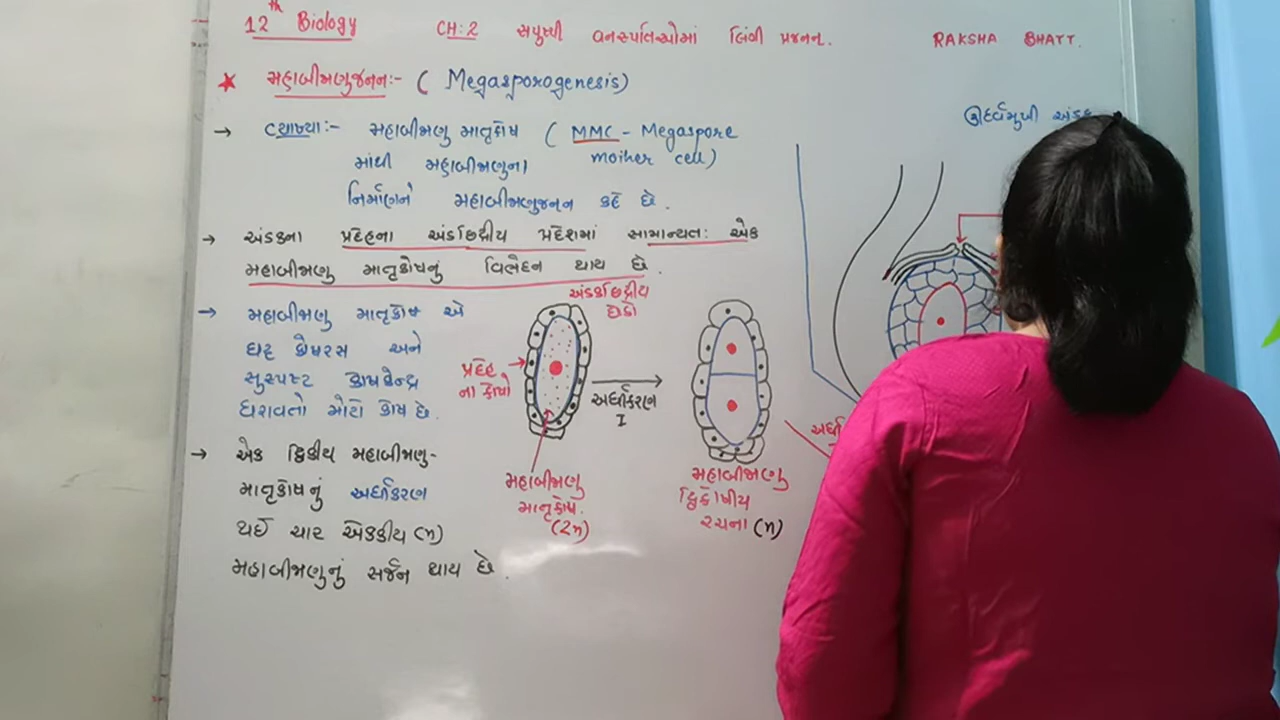 12th Biology CH:2 સપુષ્પી વનસ્પતિઓમાં લિંગી પ્રજનન. RAKSHA BHATT.
★ મહાબીજાણુજનન:- ( Megasporogenesis)
→ વ્યાખ્યા:- મહાબીજાણુ માતૃકોષ ( MMC - Megaspore
mother cell)
માંથી મહાબીજાણુના
નિર્માણને મહાબીજાણુજનન કહે છે.
→ અંડકના પ્રદેહના અંડછિદ્રીય પ્રદેશમાં સામાન્યત: એક
મહાબીજાણુ માતૃકોષનું વિભેદન થાય છે.
→ મહાબીજાણુ માતૃકોષ એ
ઘટ્ટ કોષરસ અને
સુસ્પષ્ટ કોષકેન્દ્ર
ધરાવતો મોટો કોષ છે.
→ એક દ્વિકીય મહાબીજાણુ-
માતૃકોષનું અર્ધીકરણ
થઈ ચાર એકકીય (n)
મહાબીજાણુનું સર્જન થાય છે.
અંડકછિદ્રીય
છેડો
પ્રદેહ
ના કોષો
અર્ધીકરણ
I
મહાબીજાણુ
માતૃકોષ.
(2n)
મહાબીજાણુ
દ્વિકોષીય
રચના (n)
ઊર્ધ્વમુખી